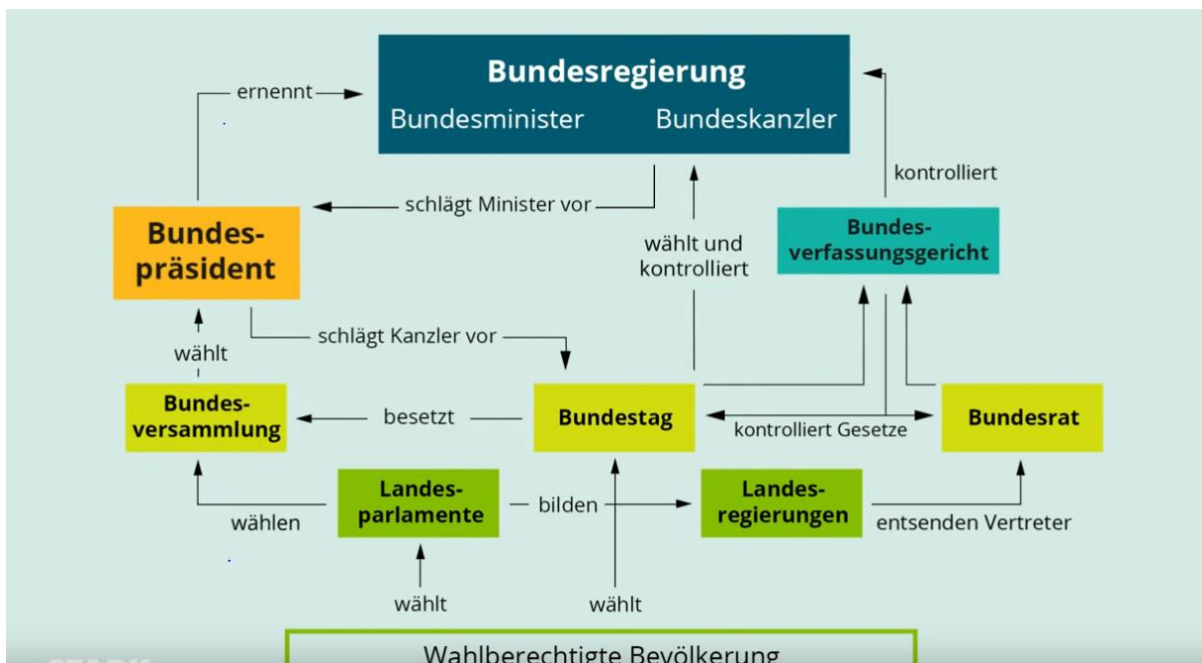 Bundesregierung
Bundesminister Bundeskanzler
ernennt
kontrolliert
schlägt Minister vor
Bundes-
präsident
wählt und
kontrolliert
Bundes-
verfassungsgericht
schlägt Kanzler vor
wählt
Bundes-
versammlung
besetzt
Bundestag
kontrolliert Gesetze
Bundesrat
Landes-
parlamente
bilden
Landes-
regierungen
wählen
entsenden Vertreter
wählt
wählt
Wahlberechtigte Bevölkerung